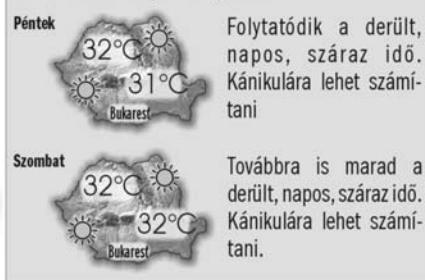 Péntek
32°C
31°C
Bukarest
Folytatódik a derült,
napos, száraz idő.
Kánikulára lehet számí-
tani
Szombat
32°C
32°C
Bukarest
Továbbra is marad a
derült, napos, száraz idő.
Kánikulára lehet számí-
tani.